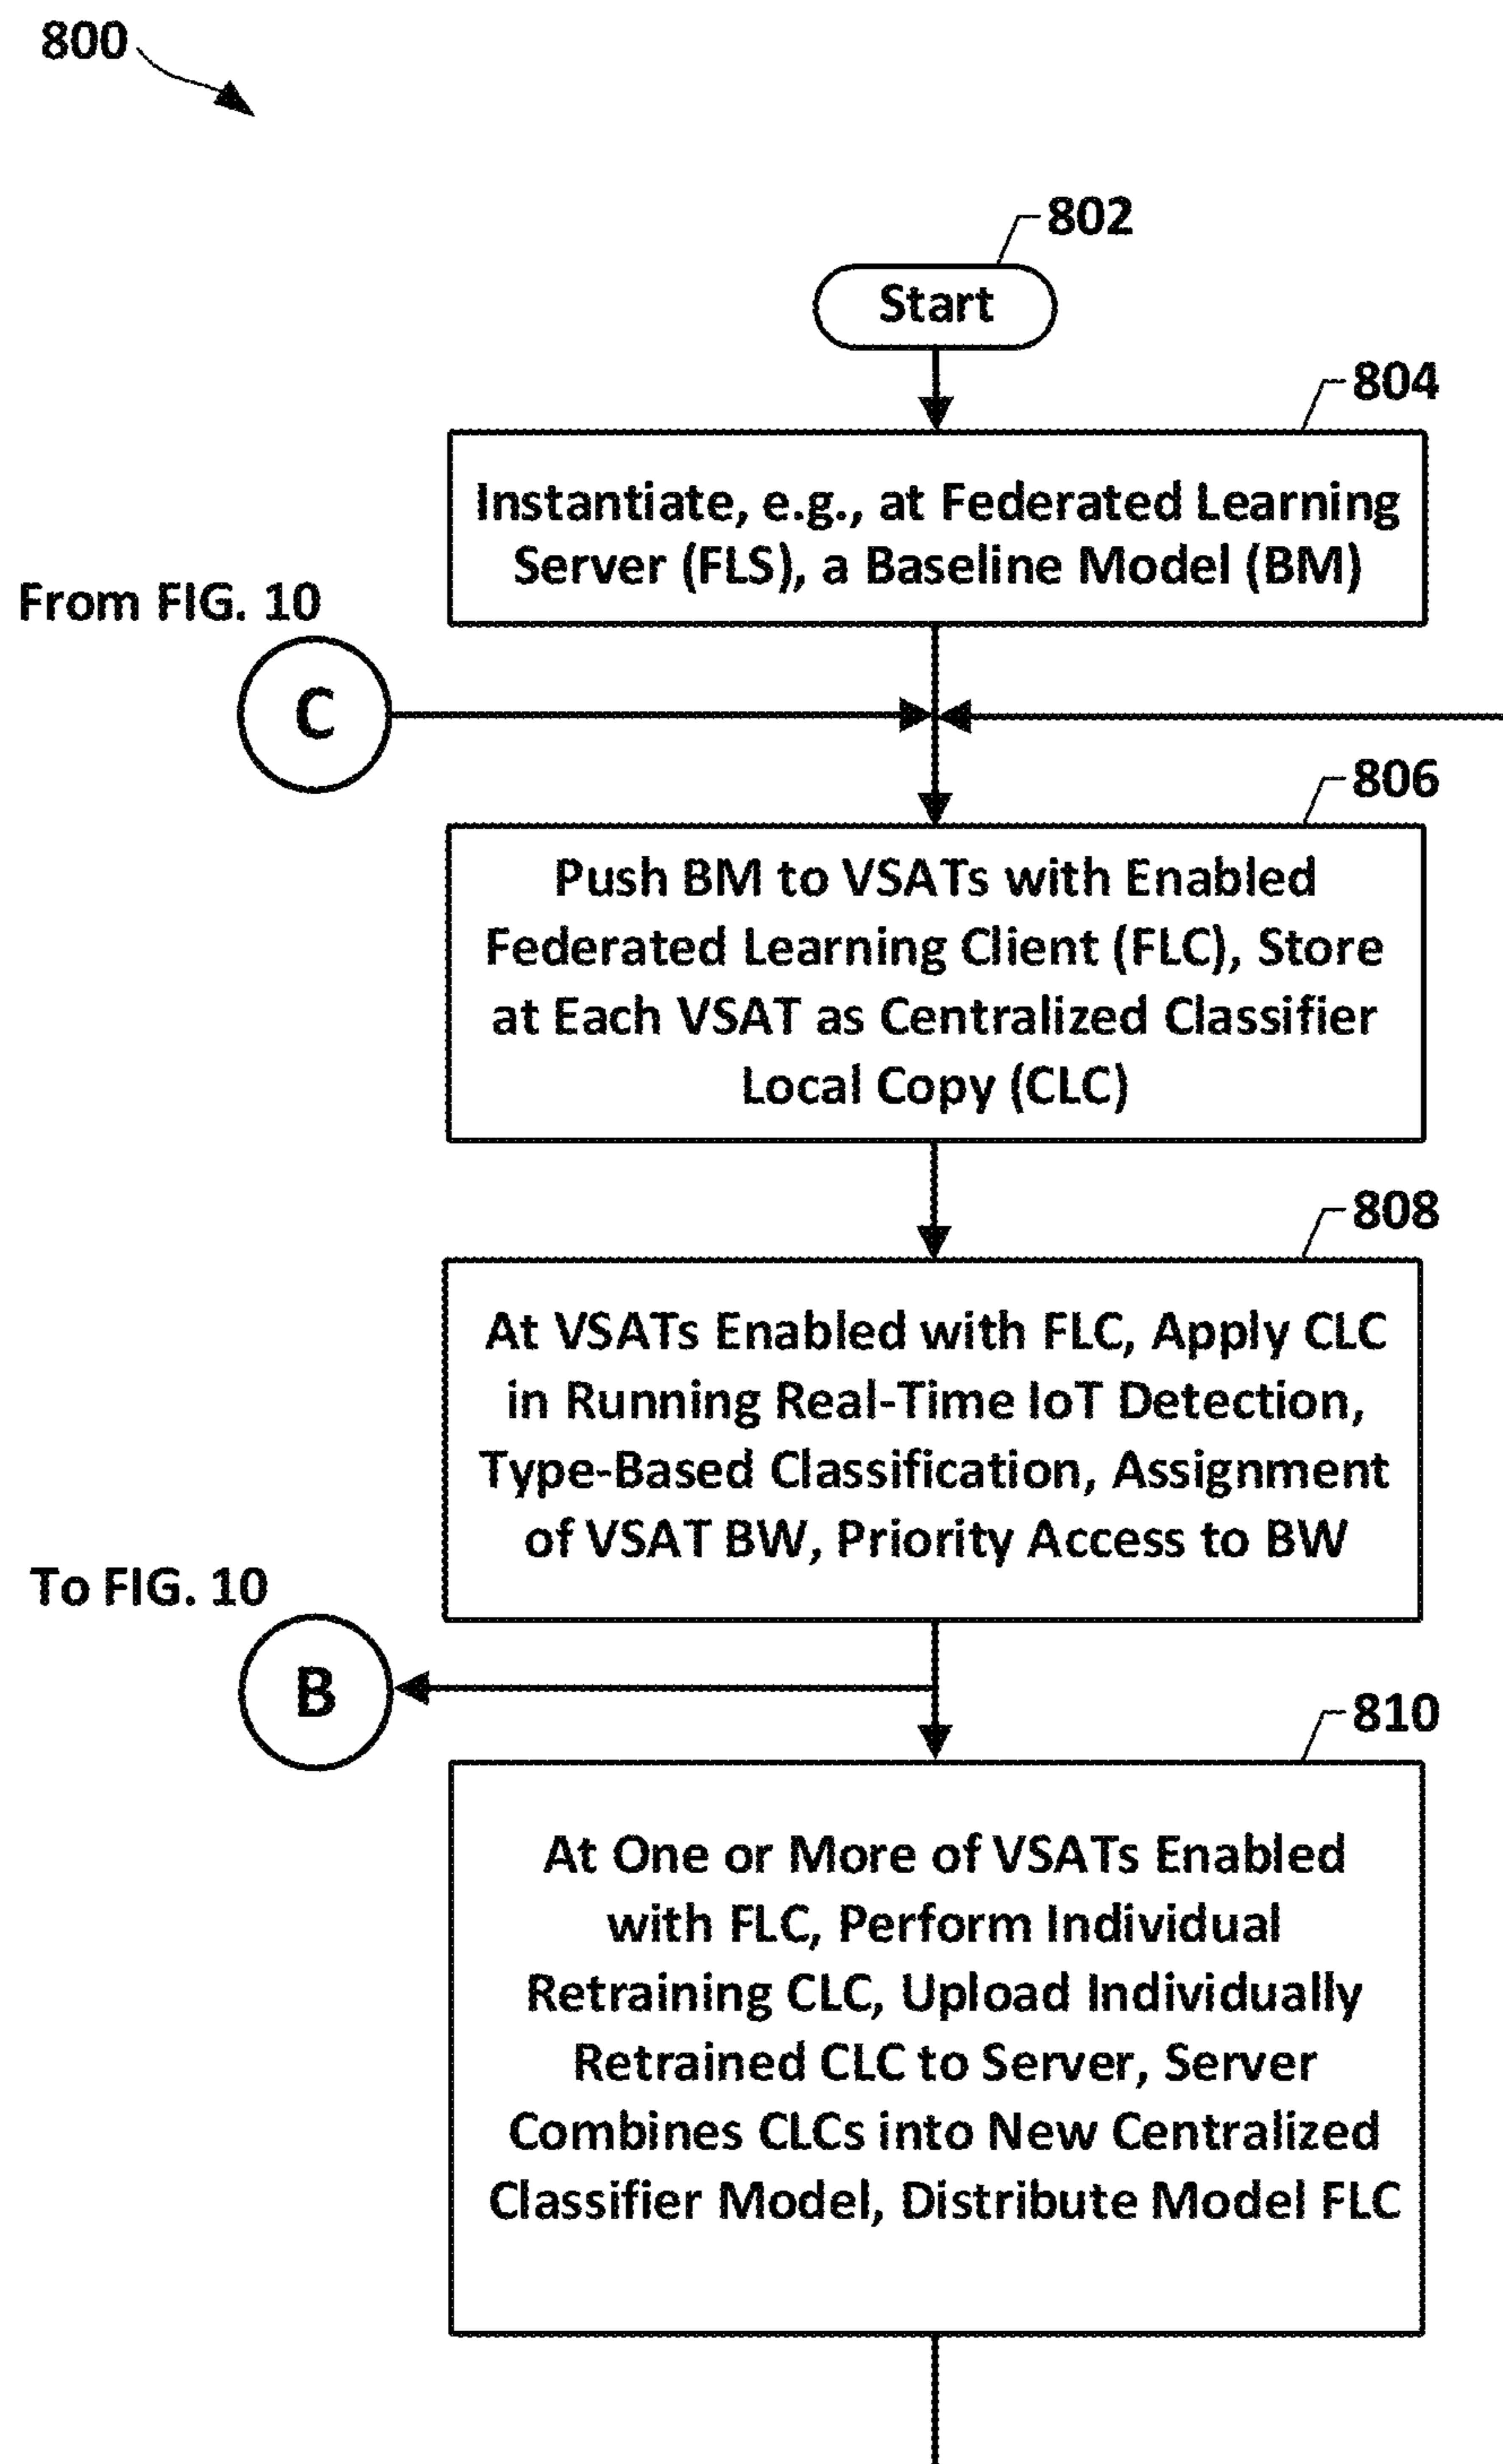 800
802
Start
804
Instantiate, e.g., at Federated Learning
Server (FLS), a Baseline Model (BM)
From FIG. 10
C
806
Push BM to VSATs with Enabled
Federated Learning Client (FLC), Store
at Each VSAT as Centralized Classifier
Local Copy (CLC)
808
At VSATs Enabled with FLC, Apply CLC
in Running Real-Time IoT Detection,
Type-Based Classification, Assignment
of VSAT BW, Priority Access to BW
To FIG. 10
B
810
At One or More of VSATs Enabled
with FLC, Perform Individual
Retraining CLC, Upload Individually
Retrained CLC to Server, Server
Combines CLCs into New Centralized
Classifier Model, Distribute Model FLC